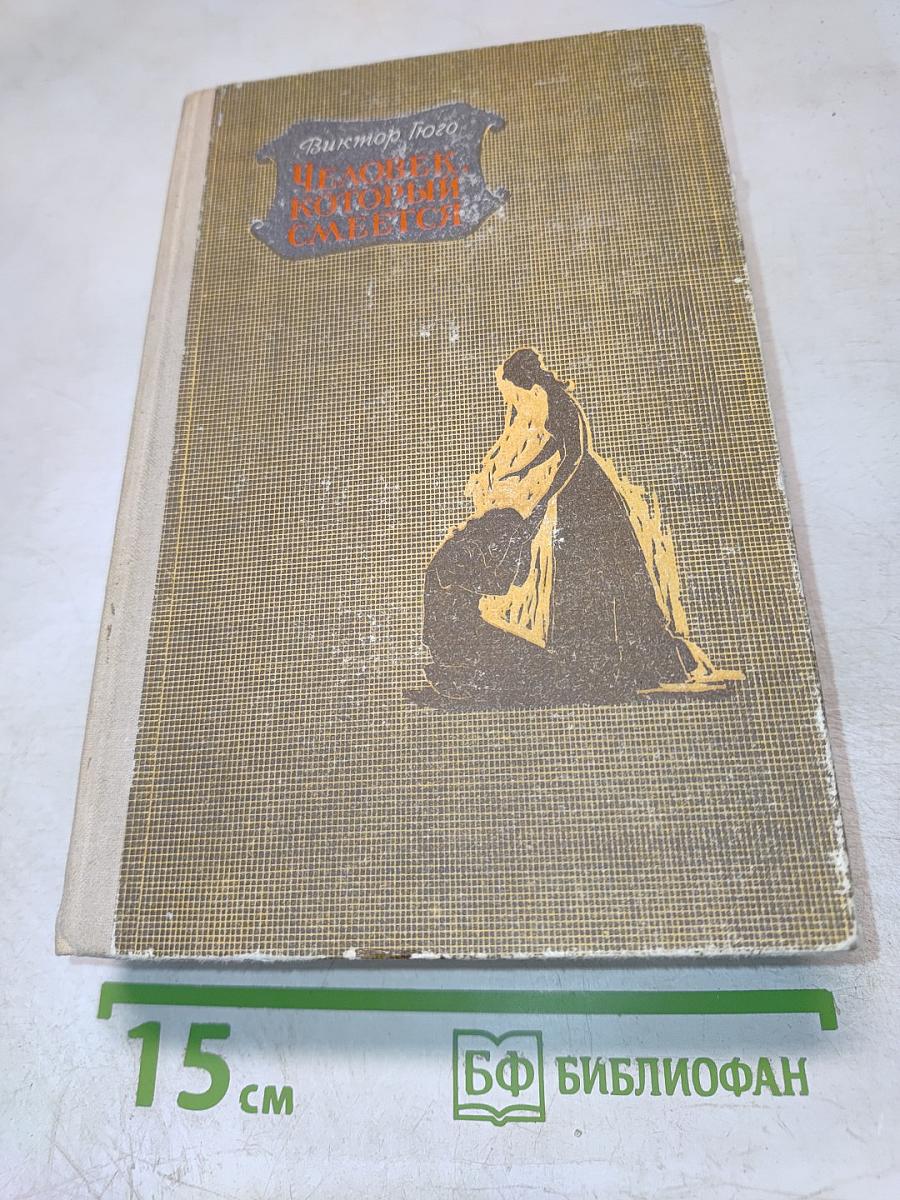 Виктор Гюго
Человек,
который
смеется
15 см
БФ БИБЛИОФАН